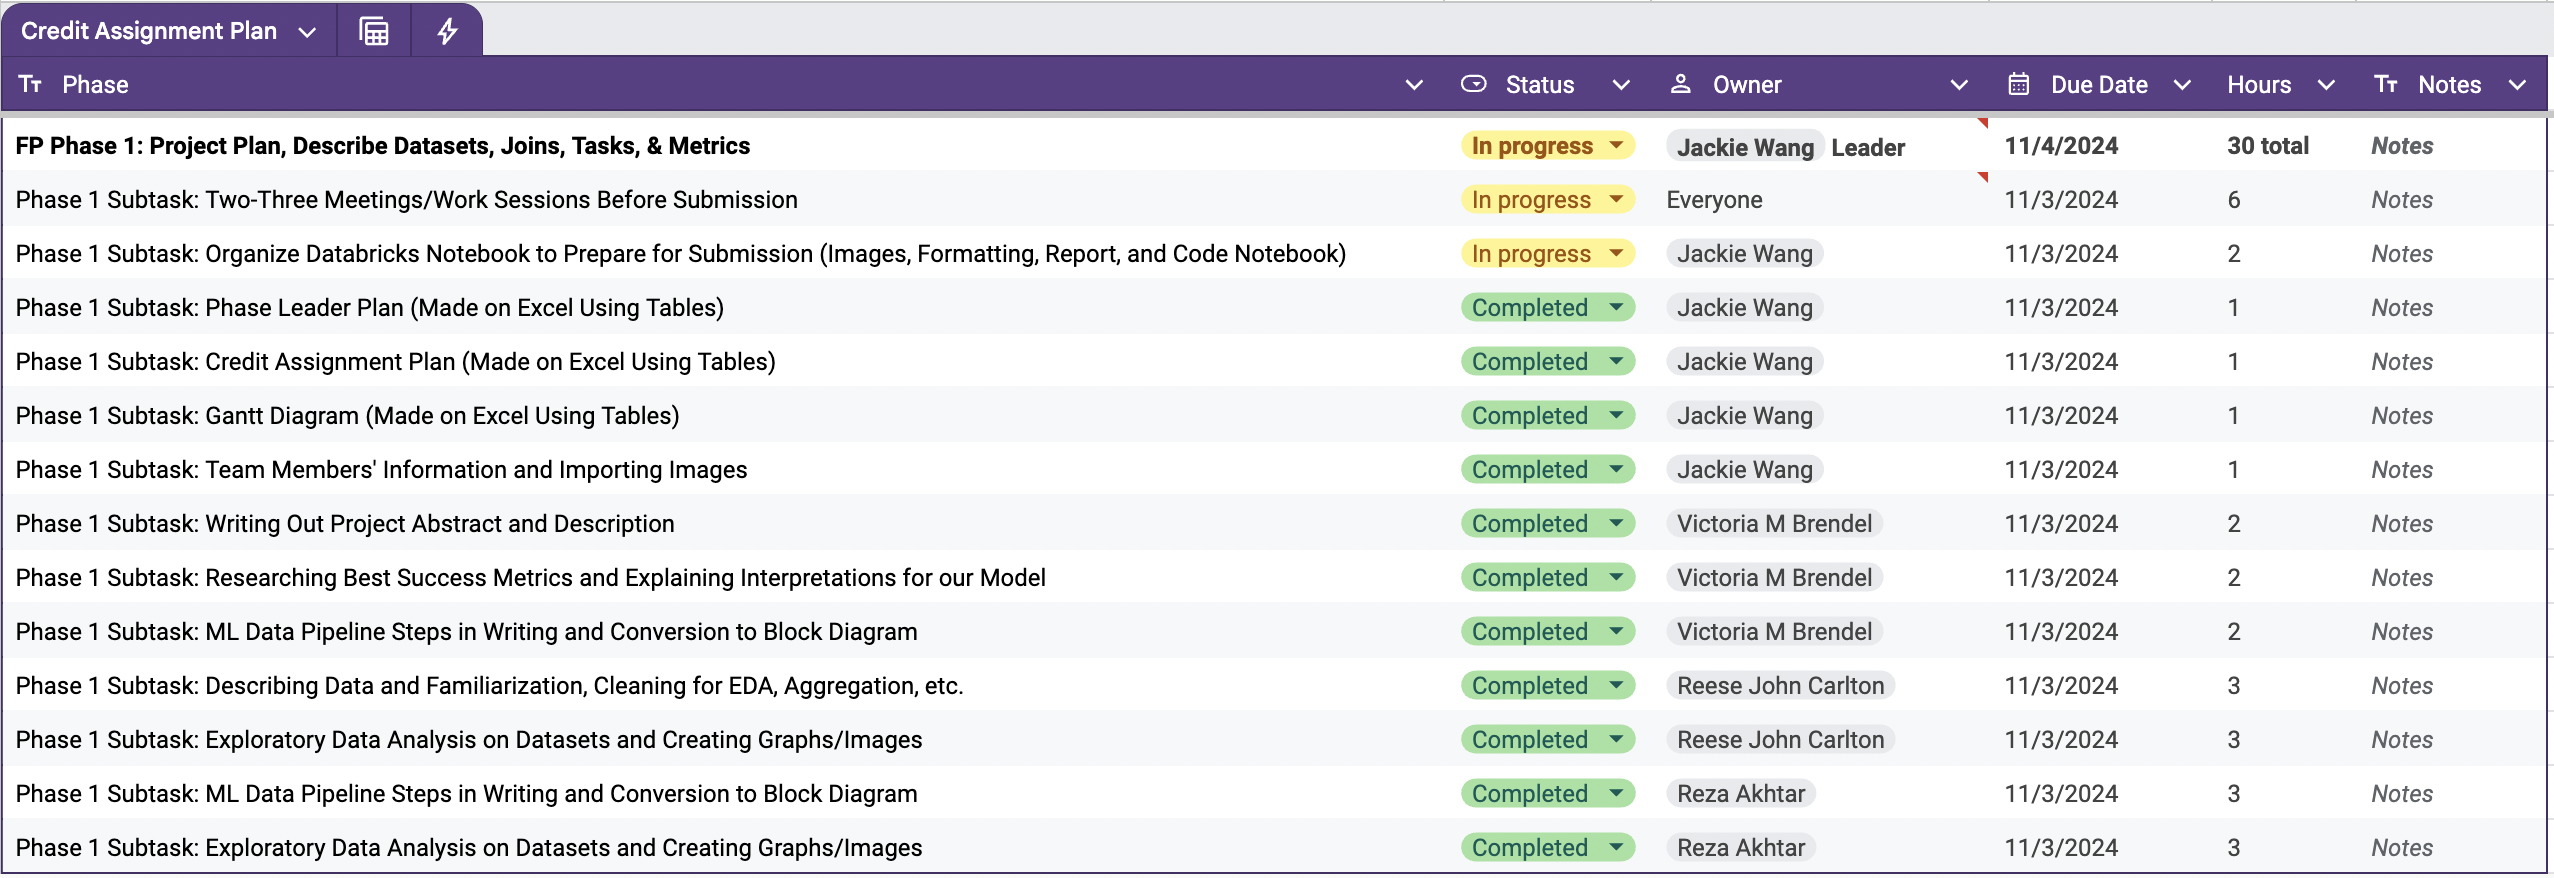 Credit Assignment Plan
Phase Status Owner Due Date Hours Notes
FP Phase 1: Project Plan, Describe Datasets, Joins, Tasks, & Metrics In progress Jackie Wang Leader 11/4/2024 30 total Notes
Phase 1 Subtask: Two-Three Meetings/Work Sessions Before Submission In progress Everyone 11/3/2024 6 Notes
Phase 1 Subtask: Organize Databricks Notebook to Prepare for Submission (Images, Formatting, Report, and Code Notebook) In progress Jackie Wang 11/3/2024 2 Notes
Phase 1 Subtask: Phase Leader Plan (Made on Excel Using Tables) Completed Jackie Wang 11/3/2024 1 Notes
Phase 1 Subtask: Credit Assignment Plan (Made on Excel Using Tables) Completed Jackie Wang 11/3/2024 1 Notes
Phase 1 Subtask: Gantt Diagram (Made on Excel Using Tables) Completed Jackie Wang 11/3/2024 1 Notes
Phase 1 Subtask: Team Members' Information and Importing Images Completed Jackie Wang 11/3/2024 1 Notes
Phase 1 Subtask: Writing Out Project Abstract and Description Completed Victoria M Brendel 11/3/2024 2 Notes
Phase 1 Subtask: Researching Best Success Metrics and Explaining Interpretations for our Model Completed Victoria M Brendel 11/3/2024 2 Notes
Phase 1 Subtask: ML Data Pipeline Steps in Writing and Conversion to Block Diagram Completed Victoria M Brendel 11/3/2024 2 Notes
Phase 1 Subtask: Describing Data and Familiarization, Cleaning for EDA, Aggregation, etc. Completed Reese John Carlton 11/3/2024 3 Notes
Phase 1 Subtask: Exploratory Data Analysis on Datasets and Creating Graphs/Images Completed Reese John Carlton 11/3/2024 3 Notes
Phase 1 Subtask: ML Data Pipeline Steps in Writing and Conversion to Block Diagram Completed Reza Akhtar 11/3/2024 3 Notes
Phase 1 Subtask: Exploratory Data Analysis on Datasets and Creating Graphs/Images Completed Reza Akhtar 11/3/2024 3 Notes